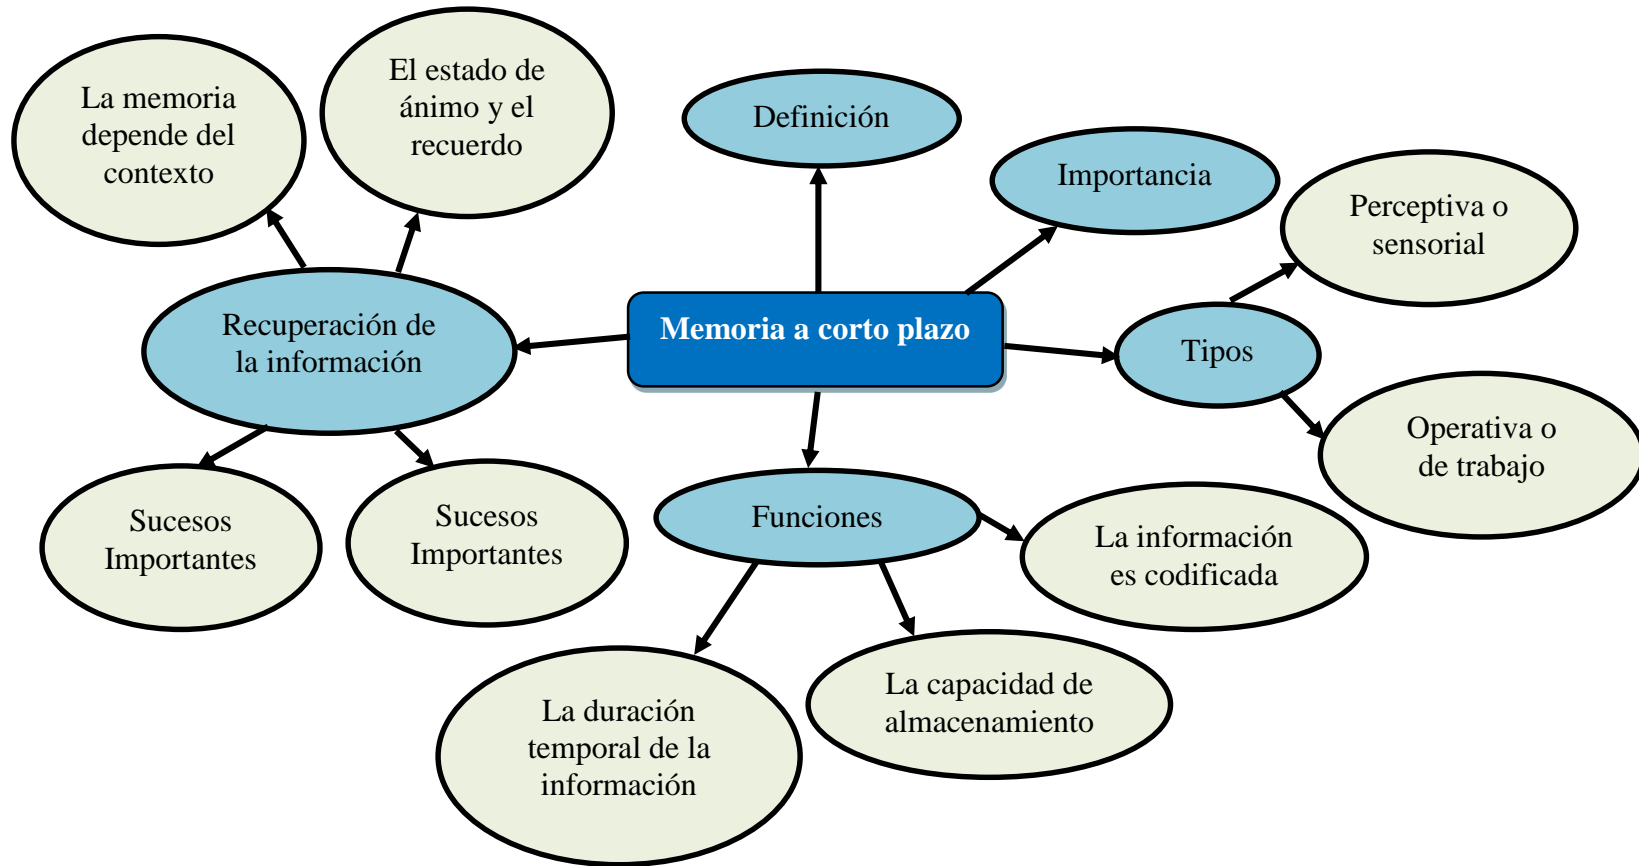 La memoria
depende del
contexto
El estado de
ánimo y el
recuerdo
Definición
Importancia
Perceptiva o
sensorial
Recuperación de
la información
Memoria a corto plazo
Tipos
Operativa o
de trabajo
Sucesos
Importantes
Sucesos
Importantes
Funciones
La información
es codificada
La duración
temporal de la
información
La capacidad de
almacenamiento